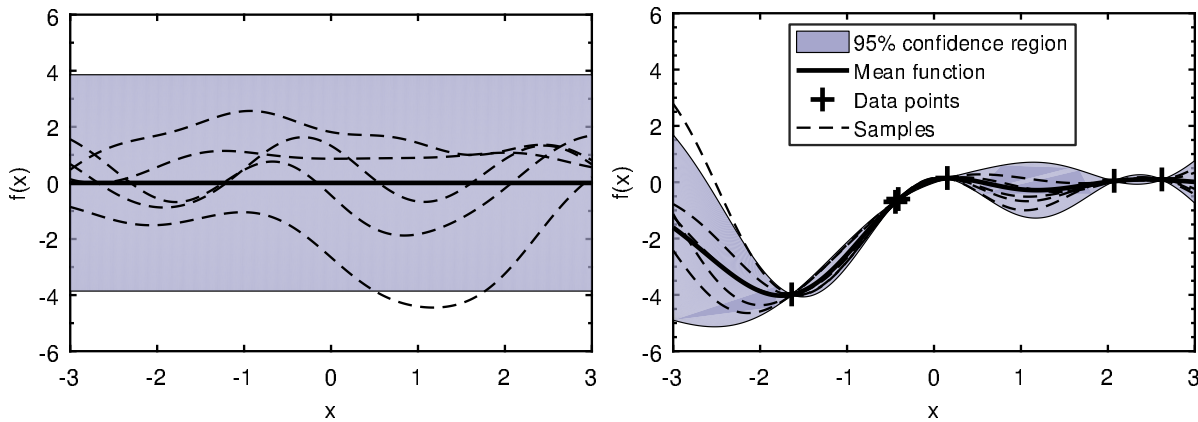 6
4
2
0
-2
-4
-6
f(x)
-3 -2 -1 0 1 2 3
x
6
4
2
0
-2
-4
-6
f(x)
95% confidence region
Mean function
Data points
Samples
-3 -2 -1 0 1 2 3
x